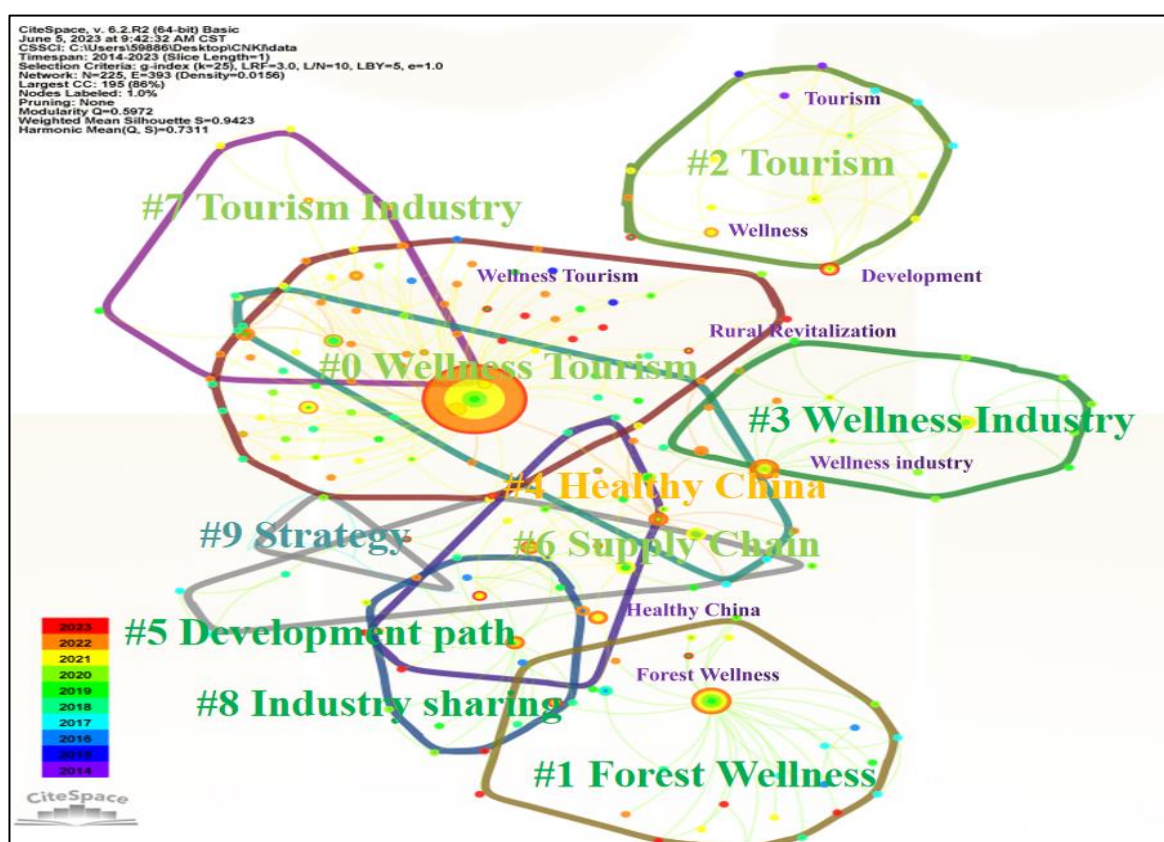 CiteSpace, v. 6.2.R2 (64-bit) Basic
June 5, 2023 at 9:42:32 AM CST
CSSCI: C:\Users\59886\Desktop\CNKI\data
Timespan: 2014-2023 (Slice Length=1)
Selection Criteria: g-index (k=25), LRF=3.0, L/N=10, LBY=5, e=1.0
Network: N=225, E=393 (Density=0.0156)
Largest CC: 195 (86%)
Nodes Labeled: 1.0%
Pruning: None
Modularity Q=0.5972
Weighted Mean Silhouette S=0.9423
Harmonic Mean(Q, S)=0.7311
Tourism
#2 Tourism
#7 Tourism Industry
Wellness
Wellness Tourism
Development
Rural Revitalization
#0 Wellness Tourism
#3 Wellness Industry
Wellness industry
#4 Healthy China
#9 Strategy
#6 Supply Chain
Healthy China
#5 Development path
Forest Wellness
#8 Industry sharing
#1 Forest Wellness
2023
2022
2021
2020
2019
2018
2017
2016
2015
2014
CiteSpace